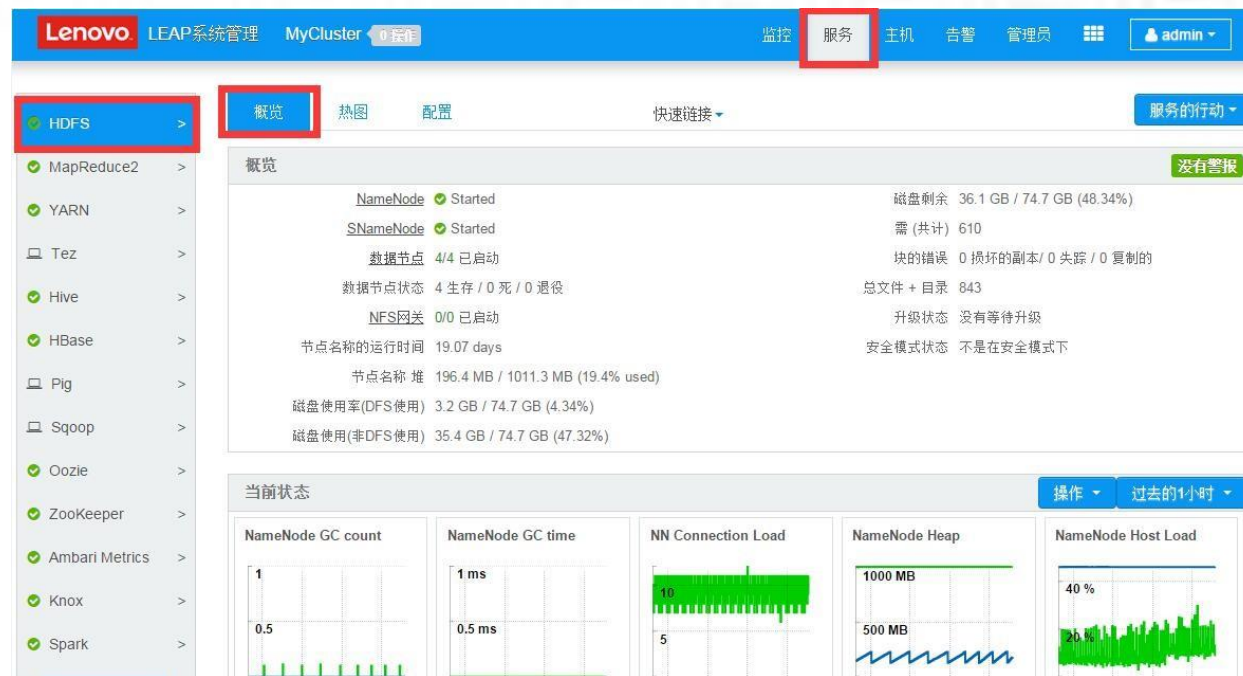 Lenovo LEAP系统管理 MyCluster 0 操作 监控 服务 主机 告警 管理员 admin
概览 热图 配置 快速链接 服务的行动
HDFS >
MapReduce2 >
YARN >
Tez >
Hive >
HBase >
Pig >
Sqoop >
Oozie >
ZooKeeper >
Ambari Metrics >
Knox >
Spark >
概览 没有警报
NameNode Started
SNameNode Started
数据节点 4/4 已启动
数据节点状态 4 生存 / 0 死 / 0 退役
NFS网关 0/0 已启动
节点名称的运行时间 19.07 days
节点名称 堆 196.4 MB / 1011.3 MB (19.4% used)
磁盘使用率(DFS使用) 3.2 GB / 74.7 GB (4.34%)
磁盘使用(非DFS使用) 35.4 GB / 74.7 GB (47.32%)
磁盘剩余 36.1 GB / 74.7 GB (48.34%)
需 (共计) 610
块的错误 0 损坏的副本/ 0 失踪 / 0 复制的
总文件 + 目录 843
升级状态 没有等待升级
安全模式状态 不是在安全模式下
当前状态 操作 过去的1小时
NameNode GC count
1
0.5
NameNode GC time
1 ms
0.5 ms
NN Connection Load
10
5
NameNode Heap
1000 MB
500 MB
NameNode Host Load
40 %
20 %